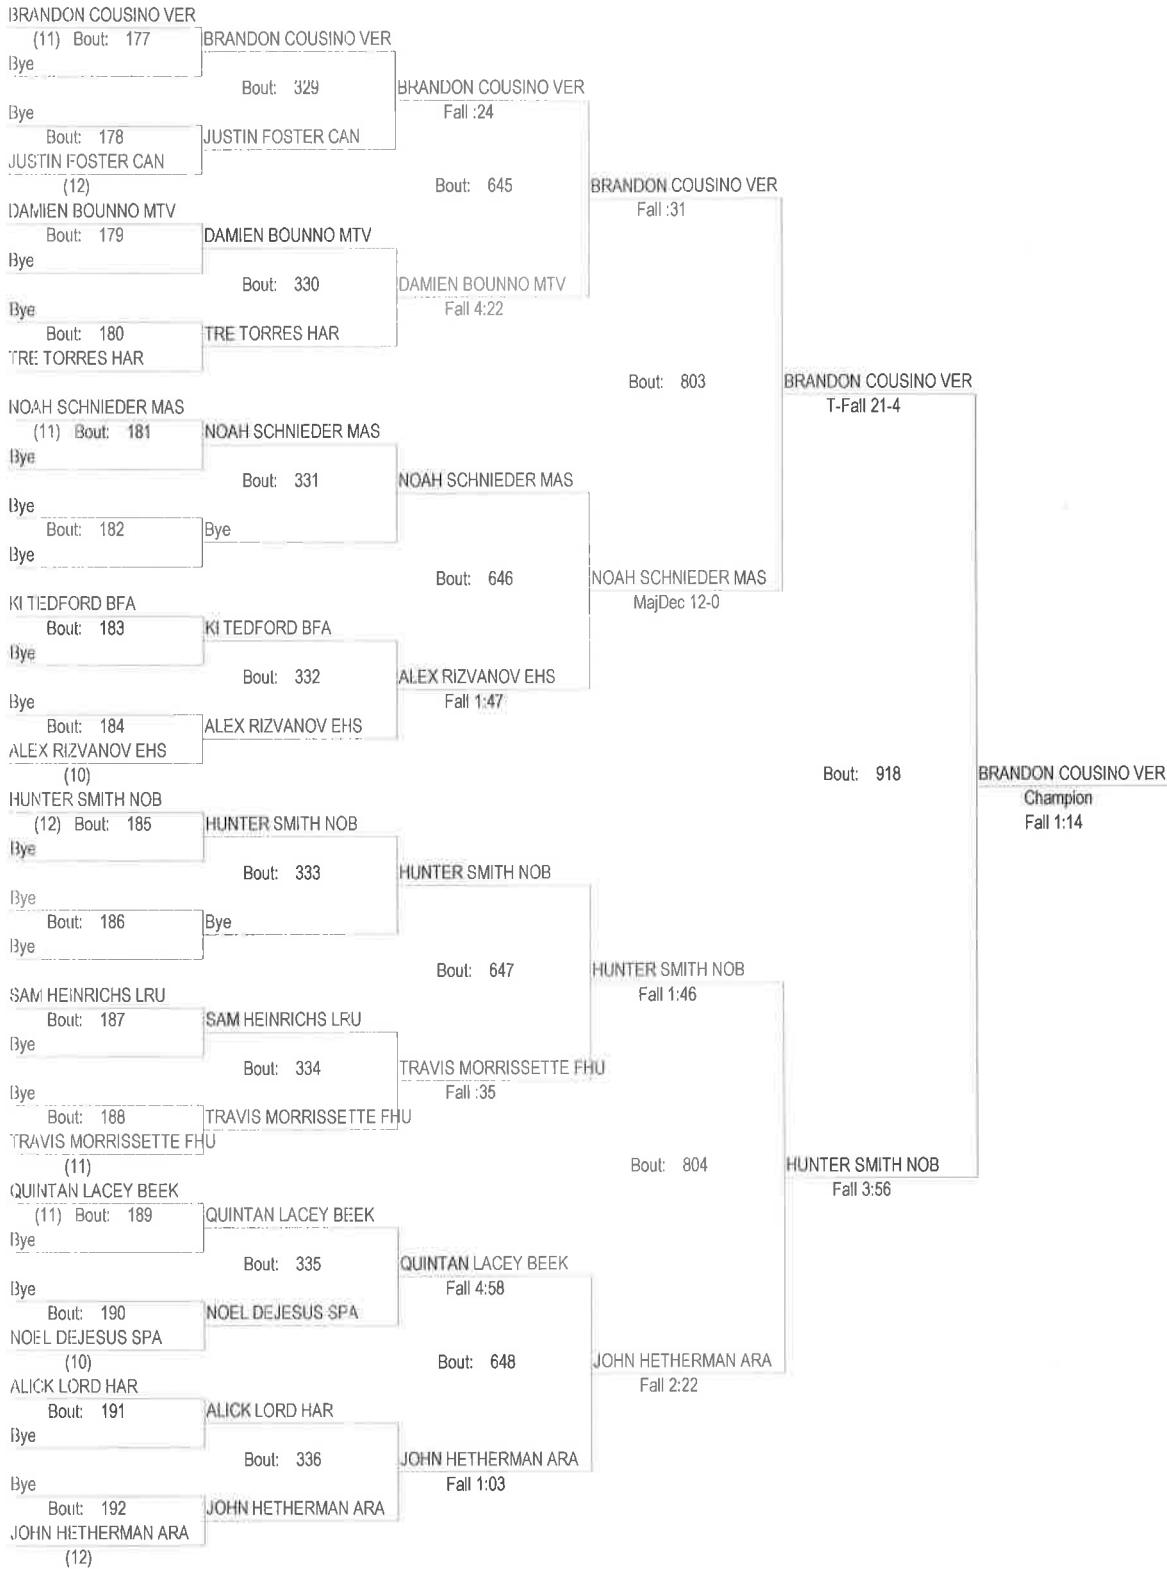 BRANDON COUSINO VER
(11) Bout: 177
BRANDON COUSINO VER
Bye
Bout: 329
BRANDON COUSINO VER
Fall :24
Bye
Bout: 178
JUSTIN FOSTER CAN
JUSTIN FOSTER CAN
(12)
Bout: 645
BRANDON COUSINO VER
Fall :31
DAMIEN BOUNNO MTV
Bout: 179
DAMIEN BOUNNO MTV
Bye
Bout: 330
DAMIEN BOUNNO MTV
Fall 4:22
Bye
Bout: 180
TRE TORRES HAR
TRE TORRES HAR
Bout: 803
BRANDON COUSINO VER
T-Fall 21-4
NOAH SCHNIEDER MAS
(11) Bout: 181
NOAH SCHNIEDER MAS
Bye
Bout: 331
NOAH SCHNIEDER MAS
Bye
Bout: 182
Bye
Bye
Bout: 646
NOAH SCHNIEDER MAS
MajDec 12-0
KI TEDFORD BFA
Bout: 183
KI TEDFORD BFA
Bye
Bout: 332
ALEX RIZVANOV EHS
Fall 1:47
Bye
Bout: 184
ALEX RIZVANOV EHS
ALEX RIZVANOV EHS
(10)
Bout: 918
BRANDON COUSINO VER
Champion
Fall 1:14
HUNTER SMITH NOB
(12) Bout: 185
HUNTER SMITH NOB
Bye
Bout: 333
HUNTER SMITH NOB
Bye
Bout: 186
Bye
Bye
Bout: 647
HUNTER SMITH NOB
Fall 1:46
SAM HEINRICHS LRU
Bout: 187
SAM HEINRICHS LRU
Bye
Bout: 334
TRAVIS MORRISSETTE FHU
Fall :35
Bye
Bout: 188
TRAVIS MORRISSETTE FHU
TRAVIS MORRISSETTE FHU
(11)
Bout: 804
HUNTER SMITH NOB
Fall 3:56
QUINTAN LACEY BEEK
(11) Bout: 189
QUINTAN LACEY BEEK
Bye
Bout: 335
QUINTAN LACEY BEEK
Fall 4:58
Bye
Bout: 190
NOEL DEJESUS SPA
NOEL DEJESUS SPA
(10)
Bout: 648
JOHN HETHERMAN ARA
Fall 2:22
ALICK LORD HAR
Bout: 191
ALICK LORD HAR
Bye
Bout: 336
JOHN HETHERMAN ARA
Fall 1:03
Bye
Bout: 192
JOHN HETHERMAN ARA
JOHN HETHERMAN ARA
(12)